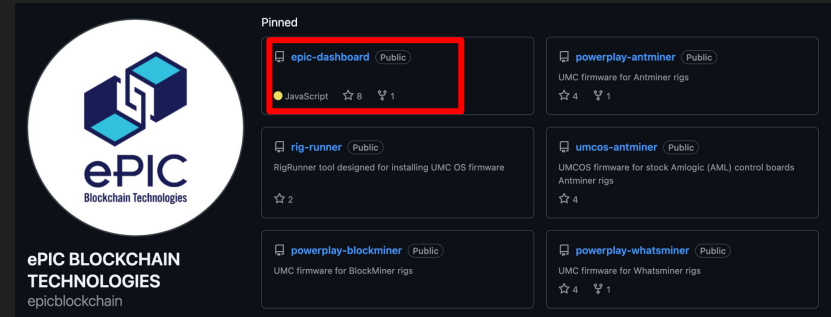 Pinned
ePIC
Blockchain Technologies
ePIC BLOCKCHAIN
TECHNOLOGIES
epicblockchain
epic-dashboard Public
JavaScript 8 1
powerplay-antminer Public
UMC firmware for Antminer rigs
4 1
rig-runner Public
RigRunner tool designed for installing UMC OS firmware
2
umcos-antminer Public
UMCOS firmware for stock Amlogic (AML) control boards
Antminer rigs
4
powerplay-blockminer Public
UMC firmware for BlockMiner rigs
powerplay-whatsminer Public
UMC firmware for Whatsminer rigs
4 1